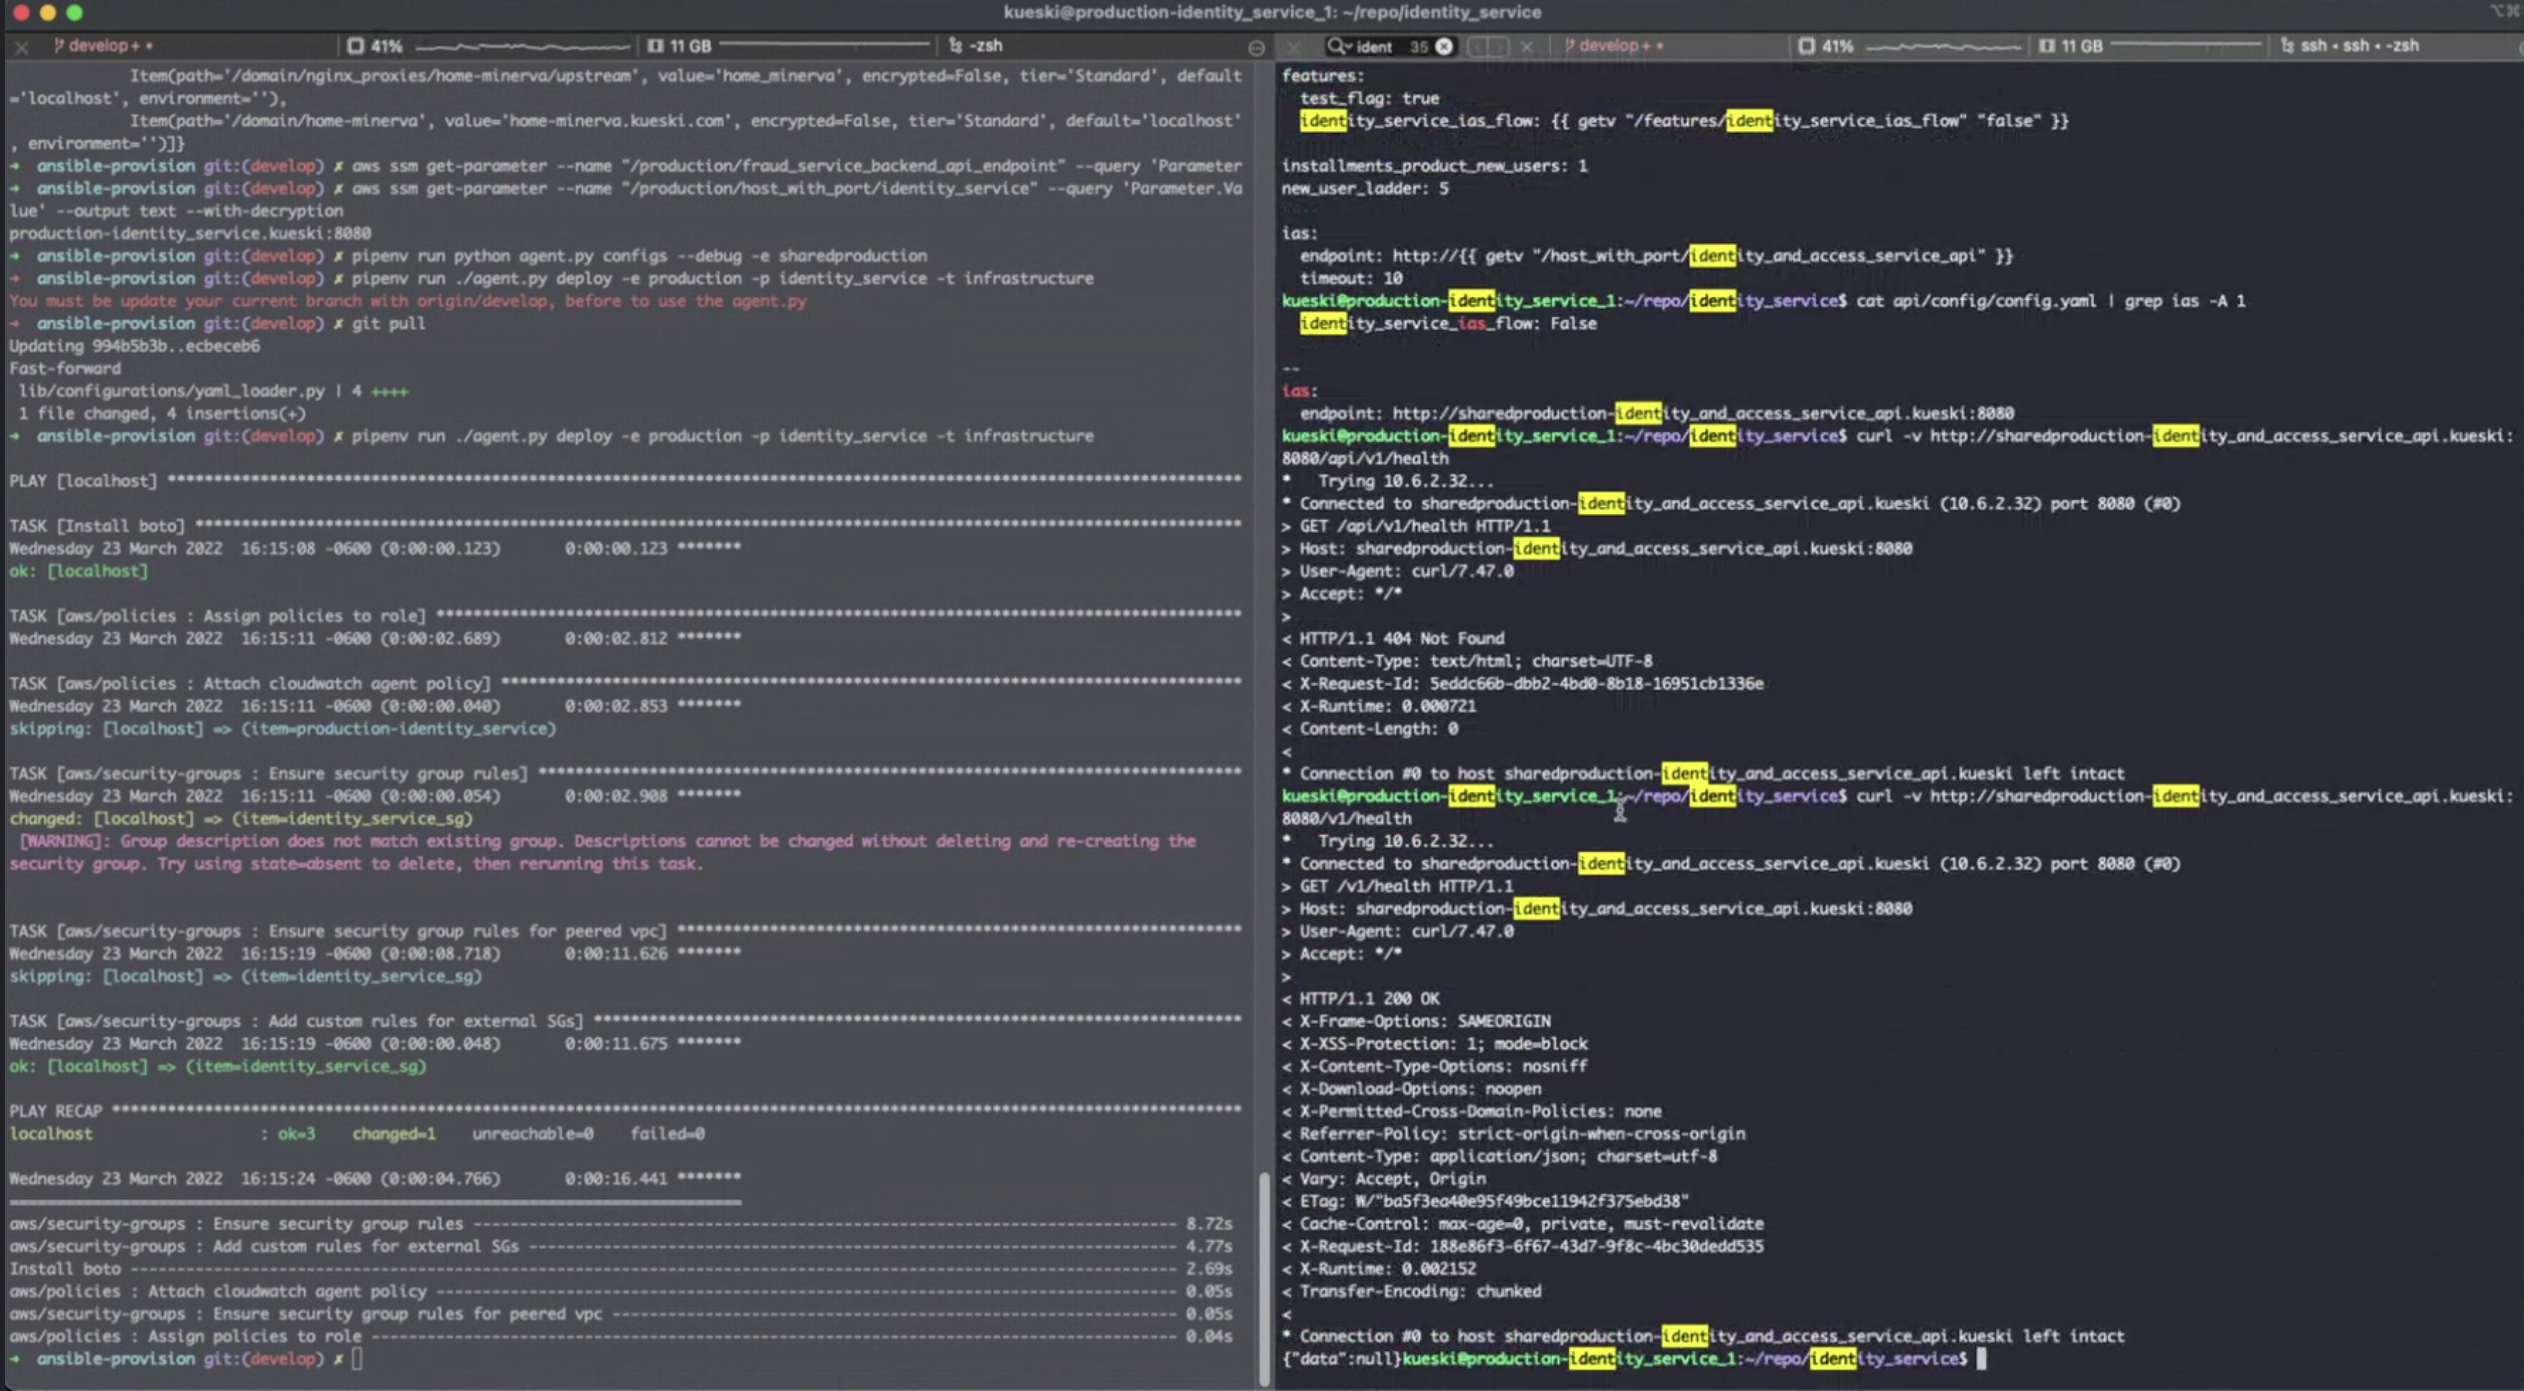 kueski@production-identity_service_1: ~/repo/identity_service
develop+ • 41% 11 GB -zsh
Item(path='/domain/nginx_proxies/home-minerva/upstream', value='home_minerva', encrypted=False, tier='Standard', default
='localhost', environment=''),
Item(path='/domain/home-minerva', value='home-minerva.kueski.com', encrypted=False, tier='Standard', default='localhost'
, environment='')]}
➜ ansible-provision git:(develop) ✗ aws ssm get-parameter --name "/production/fraud_service_backend_api_endpoint" --query 'Parameter
➜ ansible-provision git:(develop) ✗ aws ssm get-parameter --name "/production/host_with_port/identity_service" --query 'Parameter.Va
lue' --output text --with-decryption
production-identity_service.kueski:8080
➜ ansible-provision git:(develop) ✗ pipenv run python agent.py configs --debug -e sharedproduction
➜ ansible-provision git:(develop) ✗ pipenv run ./agent.py deploy -e production -p identity_service -t infrastructure
You must be update your current branch with origin/develop, before to use the agent.py
➜ ansible-provision git:(develop) ✗ git pull
Updating 994b5b3b..ecbeceb6
Fast-forward
lib/configurations/yaml_loader.py | 4 ++++
1 file changed, 4 insertions(+)
➜ ansible-provision git:(develop) ✗ pipenv run ./agent.py deploy -e production -p identity_service -t infrastructure
PLAY [localhost] ****************************************
TASK [Install boto] ****************************************
Wednesday 23 March 2022 16:15:08 -0600 (0:00:00.123) 0:00:00.123 *******
ok: [localhost]
TASK [aws/policies : Assign policies to role] ****************************************
Wednesday 23 March 2022 16:15:11 -0600 (0:00:02.689) 0:00:02.812 *******
TASK [aws/policies : Attach cloudwatch agent policy] ****************************************
Wednesday 23 March 2022 16:15:11 -0600 (0:00:00.040) 0:00:02.853 *******
skipping: [localhost] => (item=production-identity_service)
TASK [aws/security-groups : Ensure security group rules] ****************************************
Wednesday 23 March 2022 16:15:11 -0600 (0:00:00.054) 0:00:02.908 *******
changed: [localhost] => (item=identity_service_sg)
[WARNING]: Group description does not match existing group. Descriptions cannot be changed without deleting and re-creating the
security group. Try using state=absent to delete, then rerunning this task.
TASK [aws/security-groups : Ensure security group rules for peered vpc] ****************************************
Wednesday 23 March 2022 16:15:19 -0600 (0:00:08.718) 0:00:11.626 *******
skipping: [localhost] => (item=identity_service_sg)
TASK [aws/security-groups : Add custom rules for external SGs] ****************************************
Wednesday 23 March 2022 16:15:19 -0600 (0:00:00.048) 0:00:11.675 *******
ok: [localhost] => (item=identity_service_sg)
PLAY RECAP ****************************************
localhost : ok=3 changed=1 unreachable=0 failed=0
Wednesday 23 March 2022 16:15:24 -0600 (0:00:04.766) 0:00:16.441 *******
===============================================================================
aws/security-groups : Ensure security group rules ---------------------------------------- 8.72s
aws/security-groups : Add custom rules for external SGs ---------------------------------------- 4.77s
Install boto ---------------------------------------- 2.69s
aws/policies : Attach cloudwatch agent policy ---------------------------------------- 0.05s
aws/security-groups : Ensure security group rules for peered vpc ---------------------------------------- 0.05s
aws/policies : Assign policies to role ---------------------------------------- 0.04s
➜ ansible-provision git:(develop) ✗
ident 35 develop+ • 41% 11 GB ssh • ssh • -zsh
features:
test_flag: true
identity_service_ias_flow: {{ getv "/features/identity_service_ias_flow" "false" }}
installments_product_new_users: 1
new_user_ladder: 5
ias:
endpoint: http://{{ getv "/host_with_port/identity_and_access_service_api" }}
timeout: 10
kueski@production-identity_service_1:~/repo/identity_service$ cat api/config/config.yaml | grep ias -A 1
identity_service_ias_flow: False
--
ias:
endpoint: http://sharedproduction-identity_and_access_service_api.kueski:8080
kueski@production-identity_service_1:~/repo/identity_service$ curl -v http://sharedproduction-identity_and_access_service_api.kueski:
8080/api/v1/health
* Trying 10.6.2.32...
* Connected to sharedproduction-identity_and_access_service_api.kueski (10.6.2.32) port 8080 (#0)
> GET /api/v1/health HTTP/1.1
> Host: sharedproduction-identity_and_access_service_api.kueski:8080
> User-Agent: curl/7.47.0
> Accept: */*
>
< HTTP/1.1 404 Not Found
< Content-Type: text/html; charset=UTF-8
< X-Request-Id: 5eddc66b-dbb2-4bd0-8b18-16951cb1336e
< X-Runtime: 0.000721
< Content-Length: 0
<
* Connection #0 to host sharedproduction-identity_and_access_service_api.kueski left intact
kueski@production-identity_service_1:~/repo/identity_service$ curl -v http://sharedproduction-identity_and_access_service_api.kueski:
8080/v1/health
* Trying 10.6.2.32...
* Connected to sharedproduction-identity_and_access_service_api.kueski (10.6.2.32) port 8080 (#0)
> GET /v1/health HTTP/1.1
> Host: sharedproduction-identity_and_access_service_api.kueski:8080
> User-Agent: curl/7.47.0
> Accept: */*
>
< HTTP/1.1 200 OK
< X-Frame-Options: SAMEORIGIN
< X-XSS-Protection: 1; mode=block
< X-Content-Type-Options: nosniff
< X-Download-Options: noopen
< X-Permitted-Cross-Domain-Policies: none
< Referrer-Policy: strict-origin-when-cross-origin
< Content-Type: application/json; charset=utf-8
< Vary: Accept, Origin
< ETag: W/"ba5f3ea40e95f49bce11942f375ebd38"
< Cache-Control: max-age=0, private, must-revalidate
< X-Request-Id: 188e86f3-6f67-43d7-9f8c-4bc30dedd535
< X-Runtime: 0.002152
< Transfer-Encoding: chunked
<
* Connection #0 to host sharedproduction-identity_and_access_service_api.kueski left intact
{"data":null}kueski@production-identity_service_1:~/repo/identity_service$